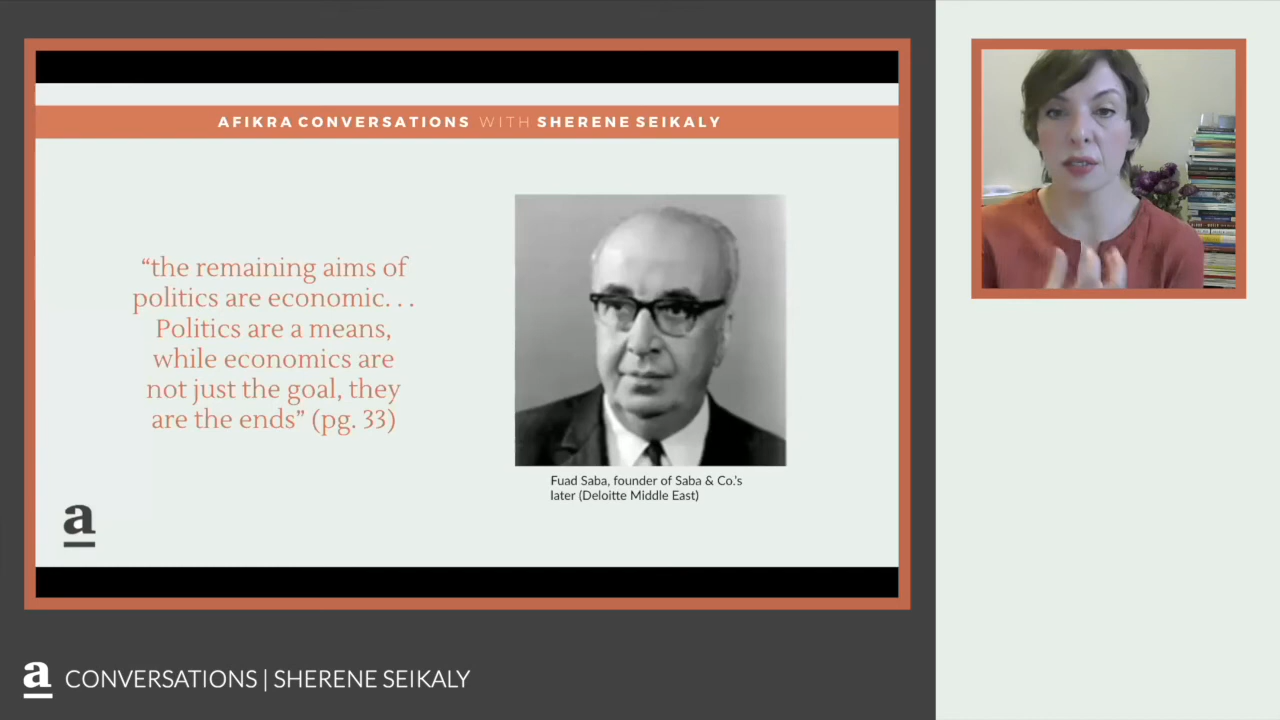 AFIKRA CONVERSATIONS WITH SHERENE SEIKALY
“the remaining aims of
politics are economic. . .
Politics are a means,
while economics are
not just the goal, they
are the ends” (pg. 33)
Fuad Saba, founder of Saba & Co.'s
later (Deloitte Middle East)
a
a CONVERSATIONS | SHERENE SEIKALY